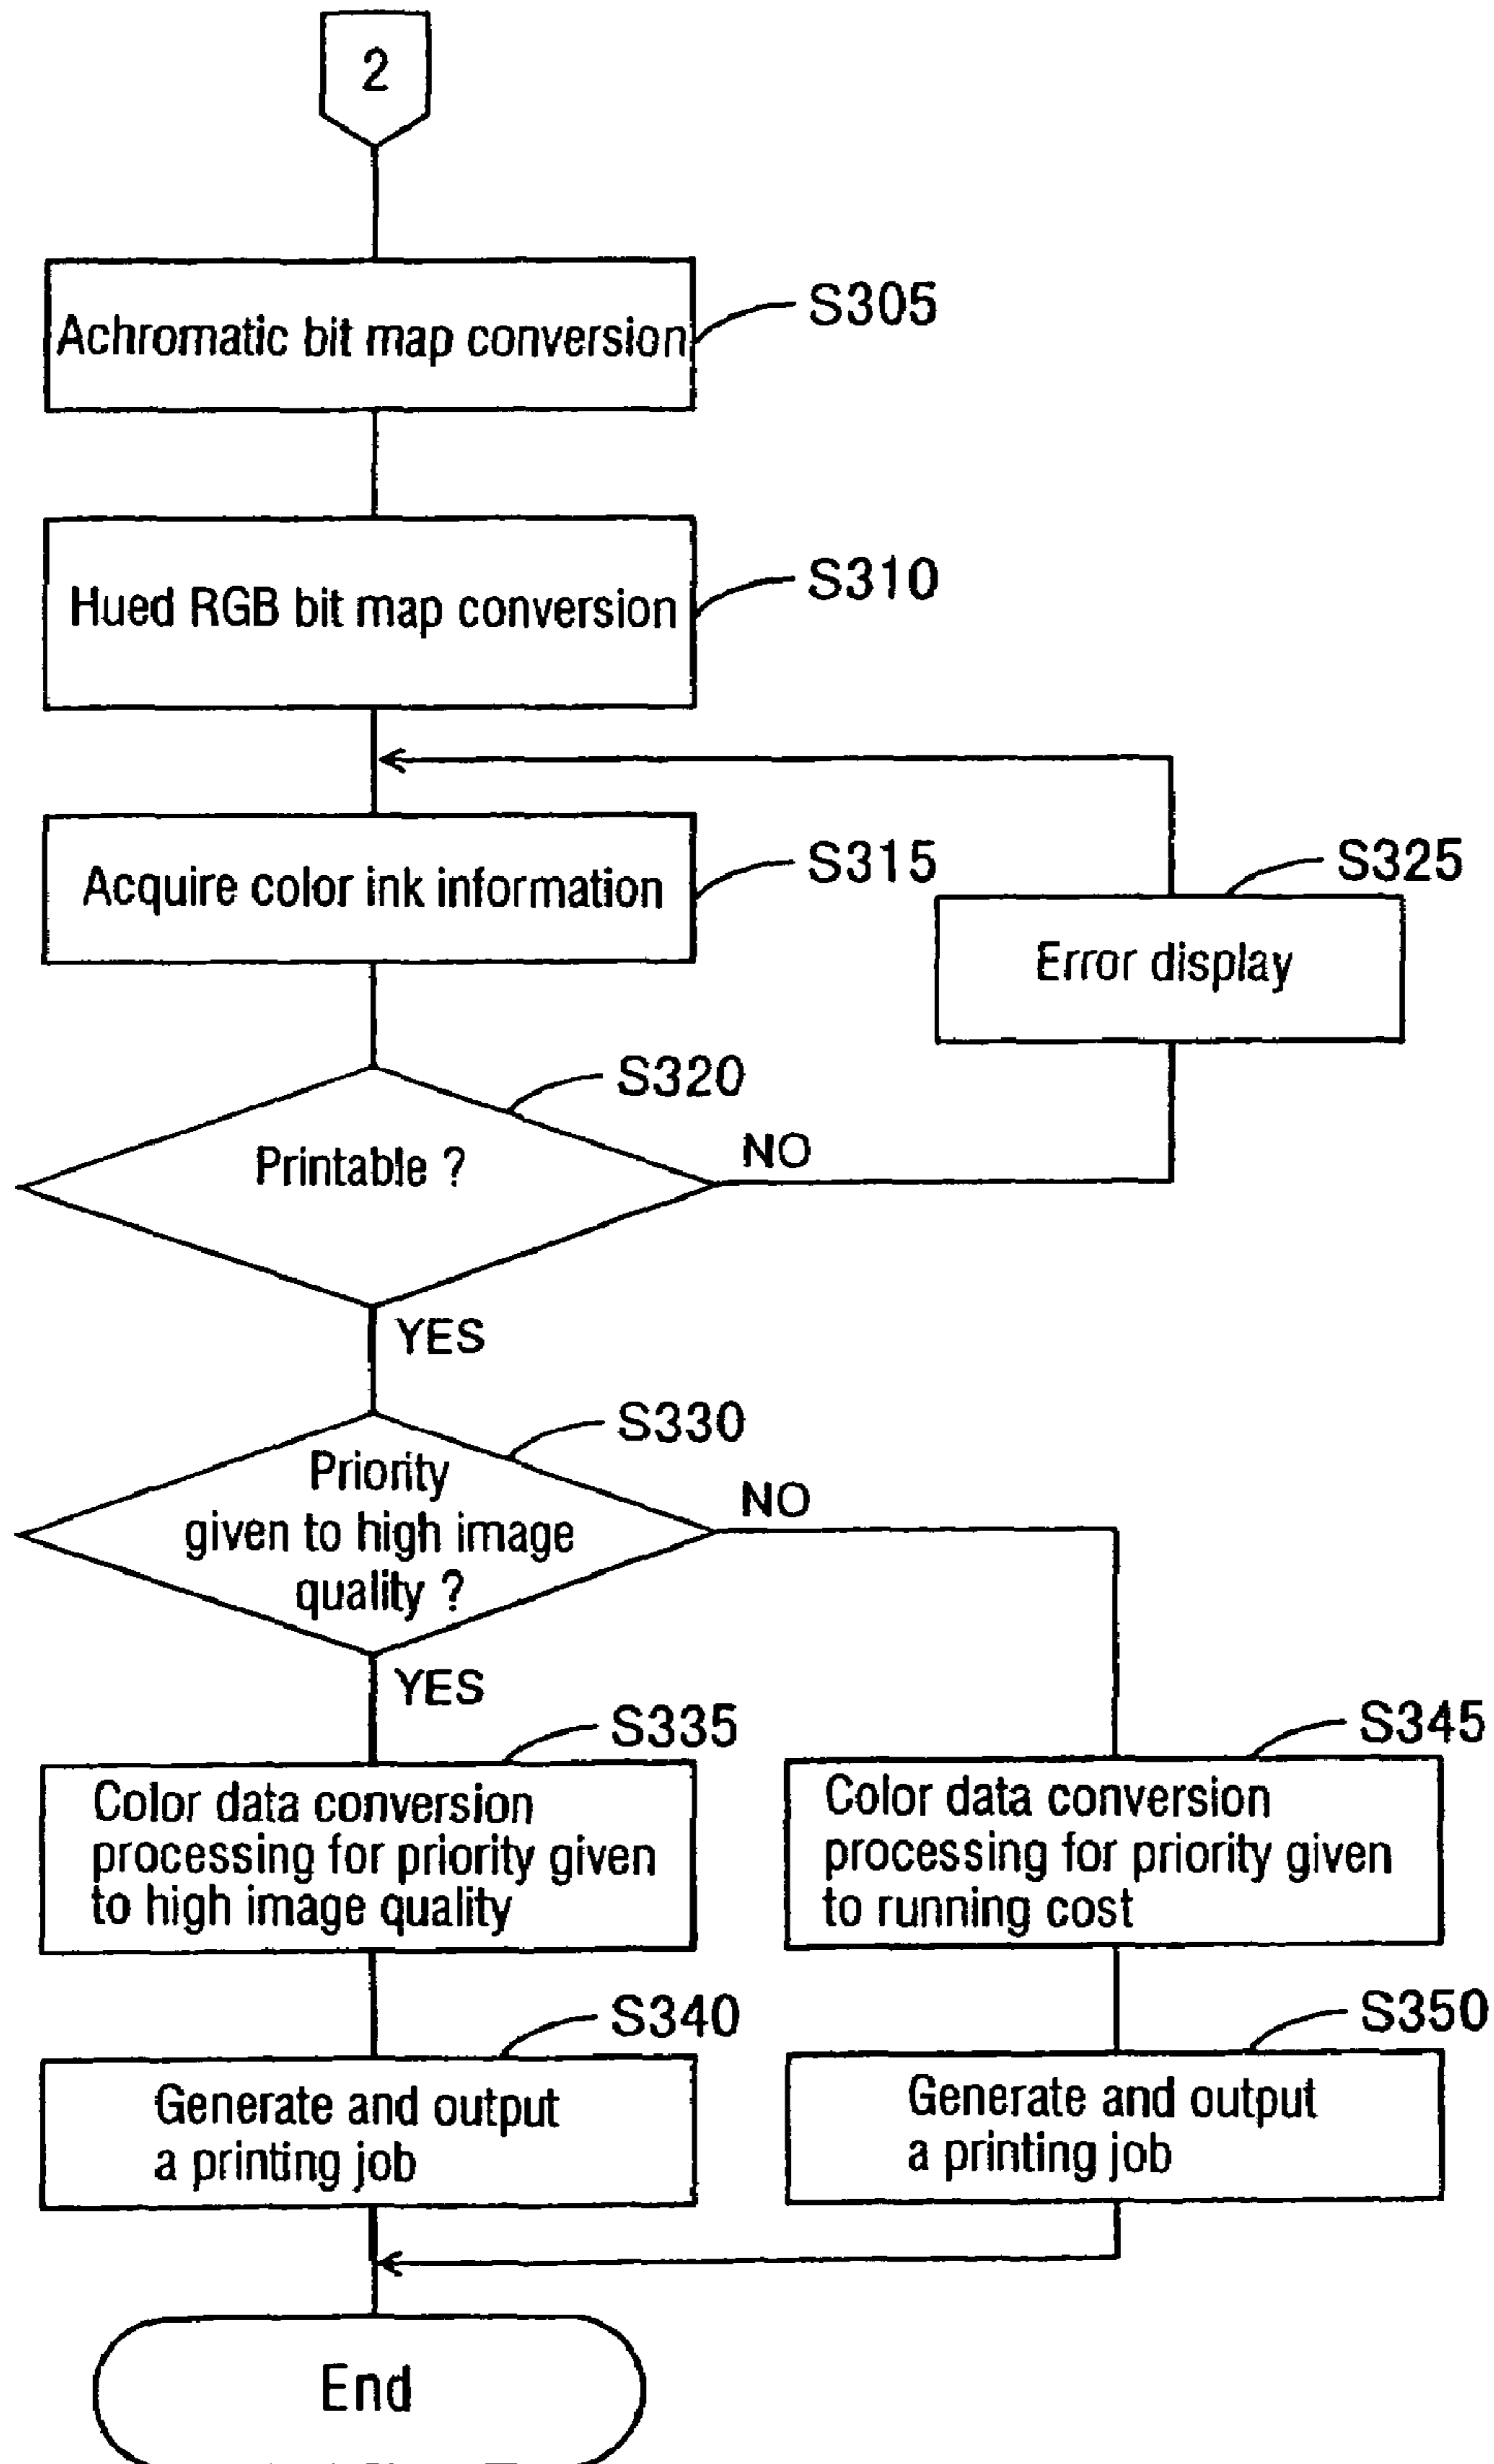 2
Achromatic bit map conversion
S305
Hued RGB bit map conversion
S310
Acquire color ink information
S315
S325
Error display
S320
Printable ?
NO
YES
S330
Priority
given to high image
quality ?
NO
YES
S335
Color data conversion
processing for priority given
to high image quality
S345
Color data conversion
processing for priority given
to running cost
S340
Generate and output
a printing job
S350
Generate and output
a printing job
End